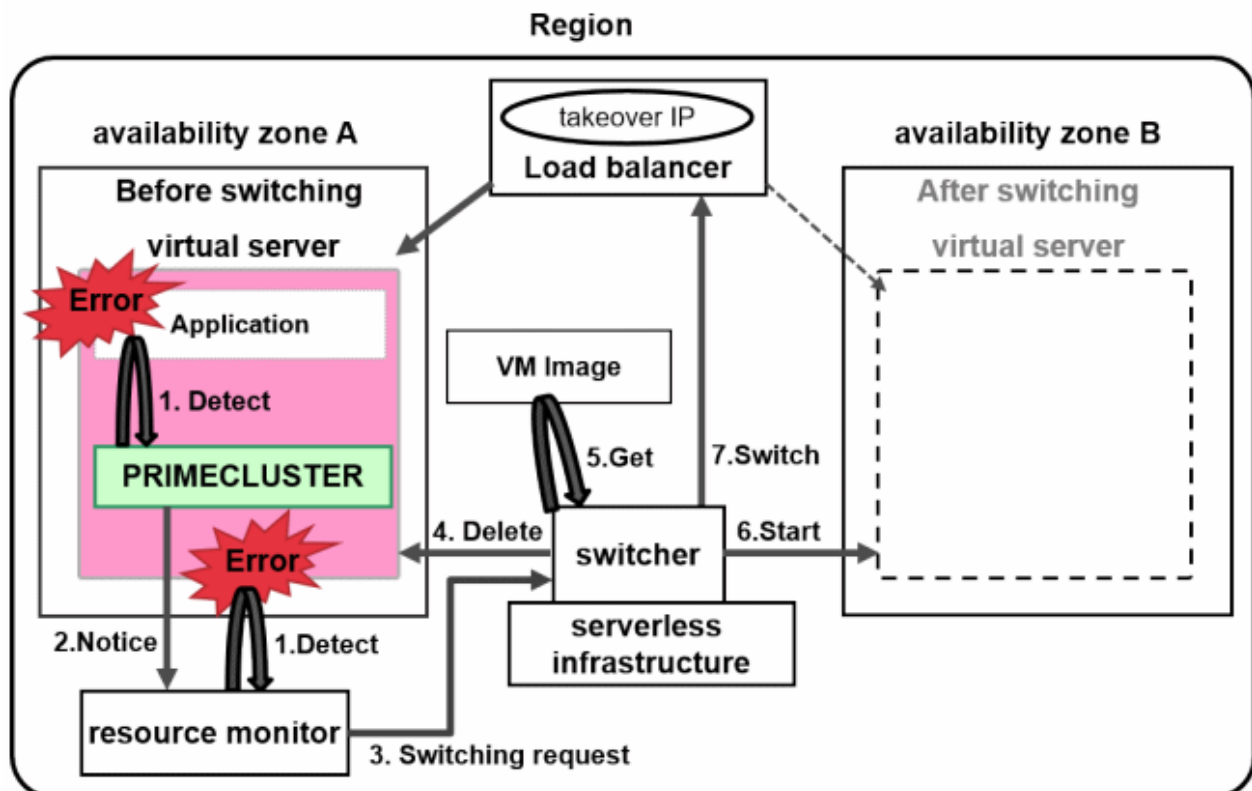 Region
takeover IP
Load balancer
availability zone A
availability zone B
Before switching
virtual server
After switching
virtual server
Error
Application
1. Detect
PRIMECLUSTER
VM Image
5.Get
7.Switch
4. Delete
switcher
6.Start
serverless
infrastructure
Error
2.Notice
1.Detect
resource monitor
3. Switching request